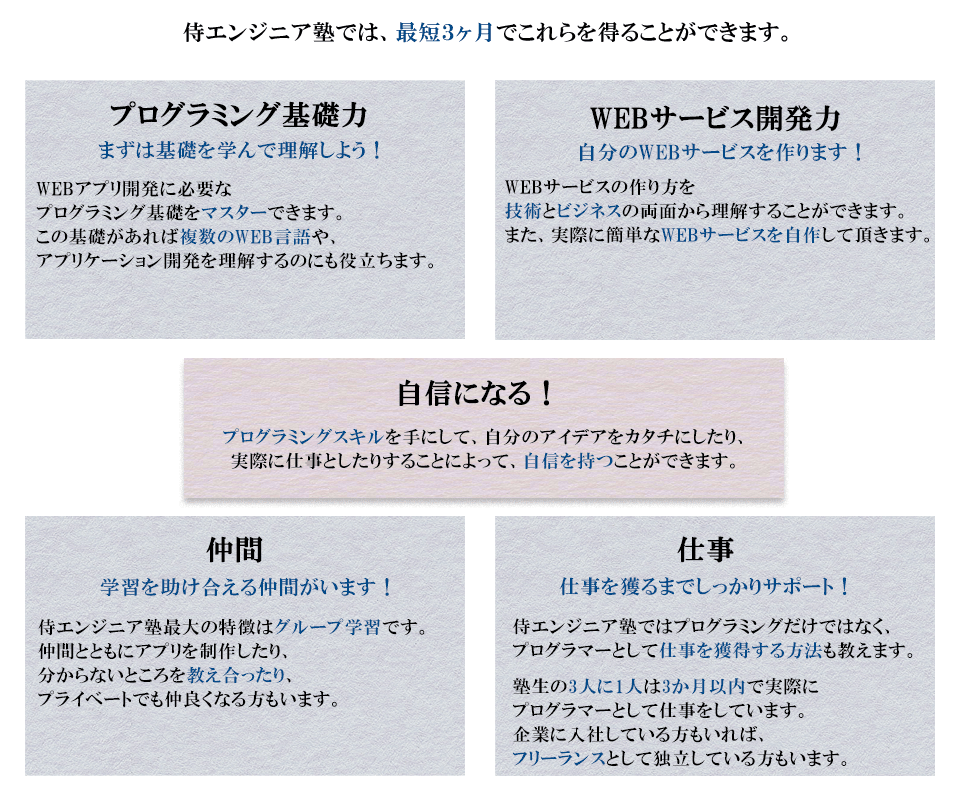 侍エンジニア塾では、最短3ヶ月でこれらを得ることができます。
プログラミング基礎力
まずは基礎を学んで理解しよう！
WEBアプリ開発に必要な
プログラミング基礎をマスターできます。
この基礎があれば複数のWEB言語や、
アプリケーション開発を理解するのにも役立ちます。
WEBサービス開発力
自分のWEBサービスを作ります！
WEBサービスの作り方を
技術とビジネスの両面から理解することができます。
また、実際に簡単なWEBサービスを自作して頂きます。
自信になる！
プログラミングスキルを手にして、自分のアイデアをカタチにしたり、
実際に仕事としたりすることによって、自信を持つことができます。
仲間
学習を助け合える仲間がいます！
侍エンジニア塾最大の特徴はグループ学習です。
仲間とともにアプリを制作したり、
分からないところを教え合ったり、
プライベートでも仲良くなる方もいます。
仕事
仕事を獲るまでしっかりサポート！
侍エンジニア塾ではプログラミングだけではなく、
プログラマーとして仕事を獲得する方法も教えます。
塾生の3人に1人は3か月以内で実際に
プログラマーとして仕事をしています。
企業に入社している方もいれば、
フリーランスとして独立している方もいます。